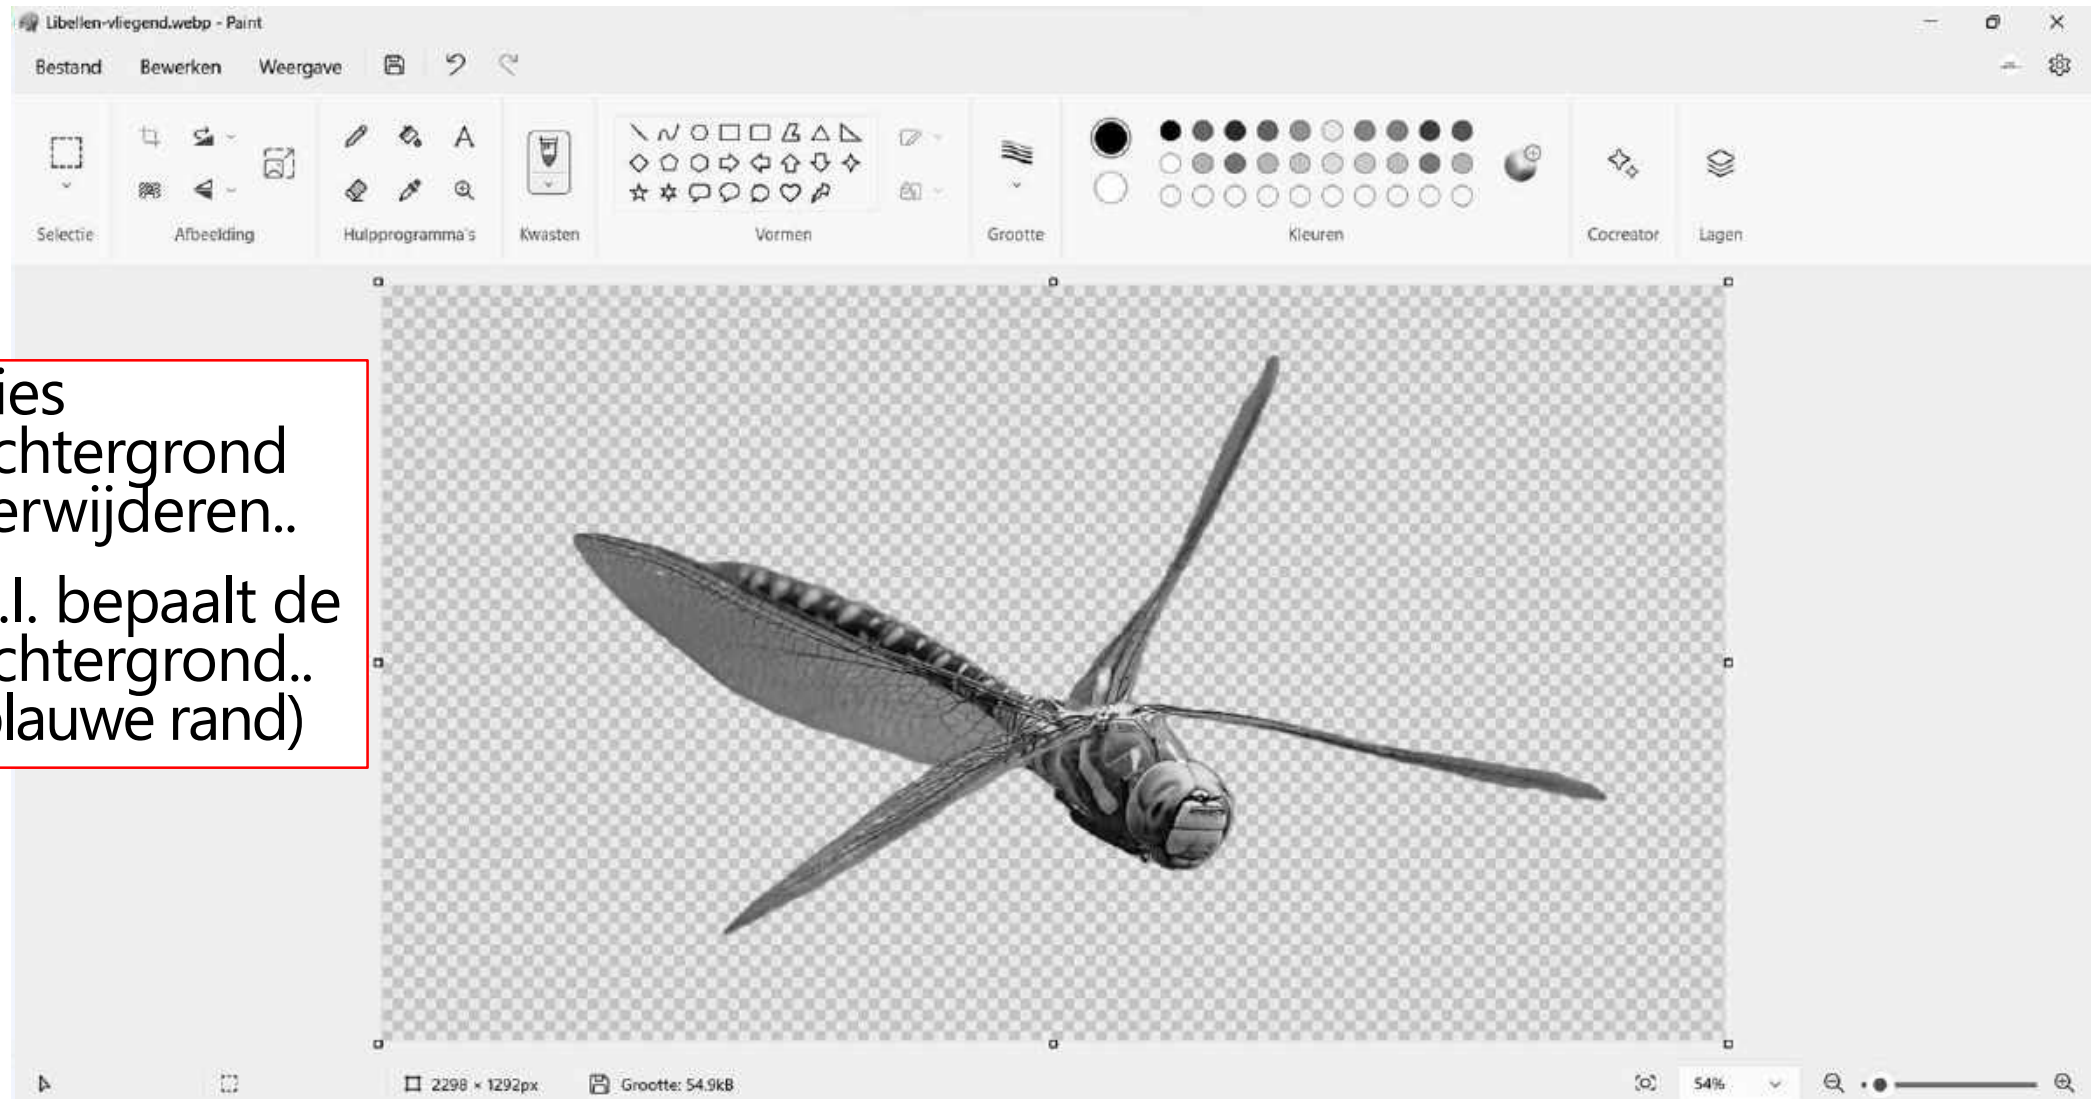 Libellen-vliegend.webp - Paint
Bestand Bewerken Weergave
Selectie Afbeelding Hulpprogramma's Kwasten Vormen Grootte Kleuren Cocreator Lagen
ies
chtergrond
erwijderen..
.I. bepaalt de
chtergrond..
blauwe rand)
2298 × 1292px Grootte: 54.9kB 54%